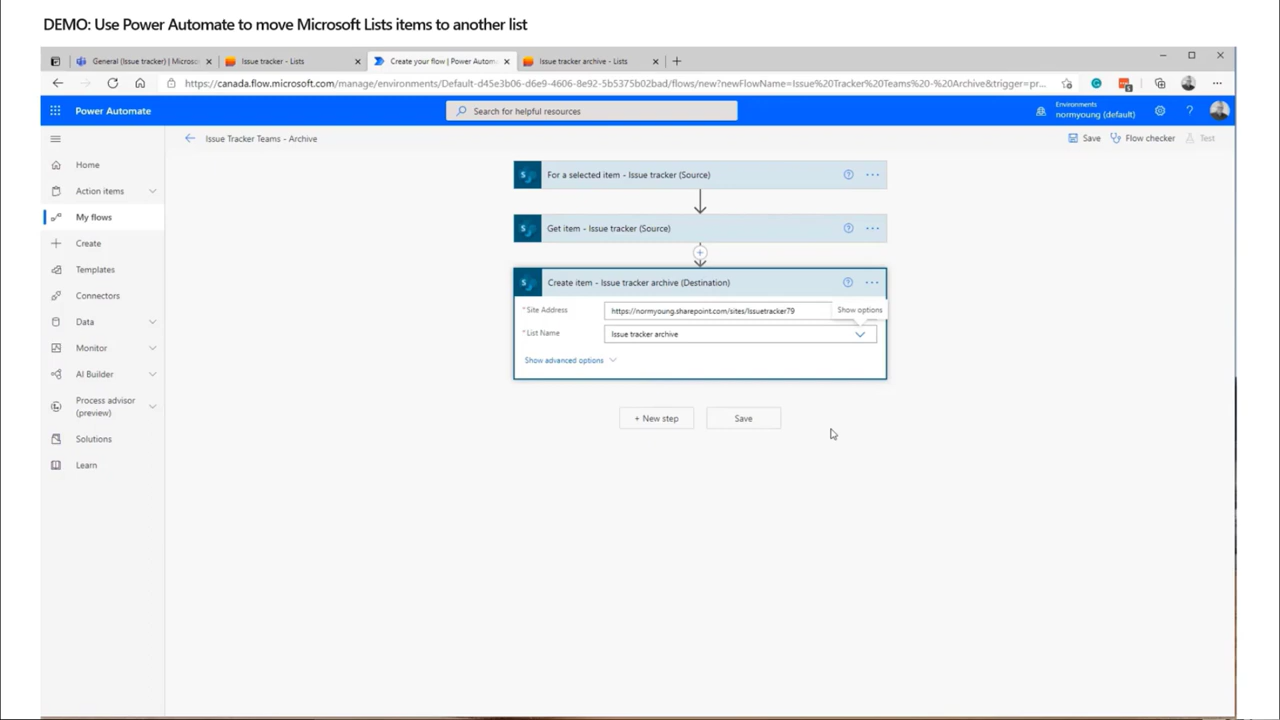 DEMO: Use Power Automate to move Microsoft Lists items to another list
General (Issue tracker) | Microso
Issue tracker - Lists
Create your flow | Power Autom
Issue tracker archive - Lists
https://canada.flow.microsoft.com/manage/environments/Default-d45e3b06-d6e9-4606-8e92-5b5375b02bad/flows/new?newFlowName=Issue%20Tracker%20Teams%20-%20Archive&trigger=pr...
Power Automate
Search for helpful resources
Environments
normyoung (default)
Issue Tracker Teams - Archive
Save
Flow checker
Test
Home
Action items
My flows
Create
Templates
Connectors
Data
Monitor
AI Builder
Process advisor
(preview)
Solutions
Learn
For a selected item - Issue tracker (Source)
Get item - Issue tracker (Source)
Create item - Issue tracker archive (Destination)
* Site Address
https://normyoung.sharepoint.com/sites/Issuetracker79
Show options
* List Name
Issue tracker archive
Show advanced options
+ New step
Save